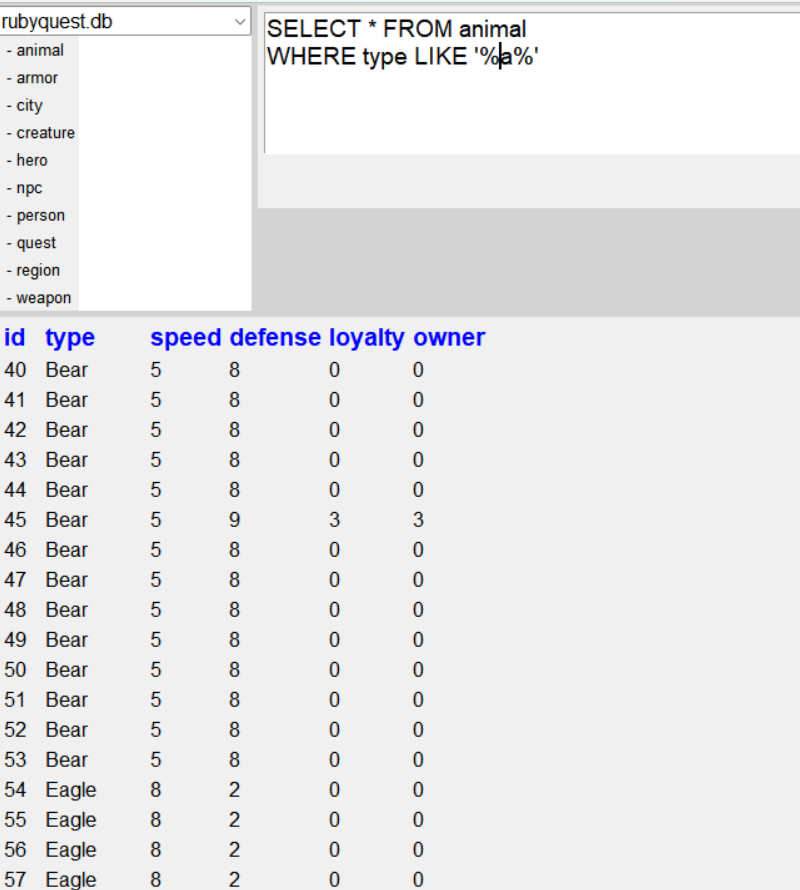 rubyquest.db
- animal
- armor
- city
- creature
- hero
- npc
- person
- quest
- region
- weapon
SELECT * FROM animal
WHERE type LIKE '%a%'
id type speed defense loyalty owner
40 Bear 5 8 0 0
41 Bear 5 8 0 0
42 Bear 5 8 0 0
43 Bear 5 8 0 0
44 Bear 5 8 0 0
45 Bear 5 9 3 3
46 Bear 5 8 0 0
47 Bear 5 8 0 0
48 Bear 5 8 0 0
49 Bear 5 8 0 0
50 Bear 5 8 0 0
51 Bear 5 8 0 0
52 Bear 5 8 0 0
53 Bear 5 8 0 0
54 Eagle 8 2 0 0
55 Eagle 8 2 0 0
56 Eagle 8 2 0 0
57 Eagle 8 2 0 0